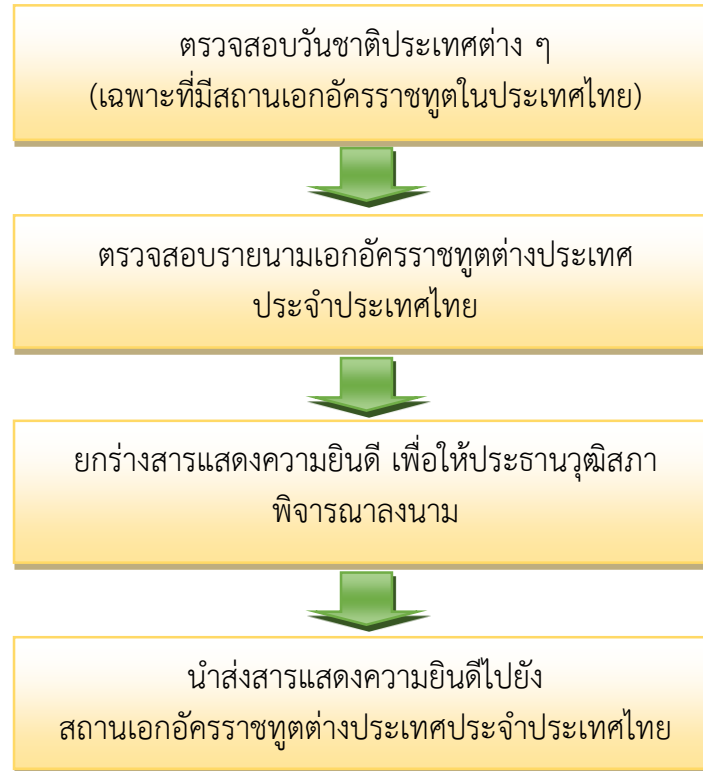 ตรวจสอบวันชาติประเทศต่าง ๆ
(เฉพาะที่มีสถานเอกอัครราชทูตในประเทศไทย)
ตรวจสอบรายนามเอกอัครราชทูตต่างประเทศ
ประจำประเทศไทย
ยกร่างสารแสดงความยินดี เพื่อให้ประธานวุฒิสภา
พิจารณาลงนาม
นำส่งสารแสดงความยินดีไปยัง
สถานเอกอัครราชทูตต่างประเทศประจำประเทศไทย